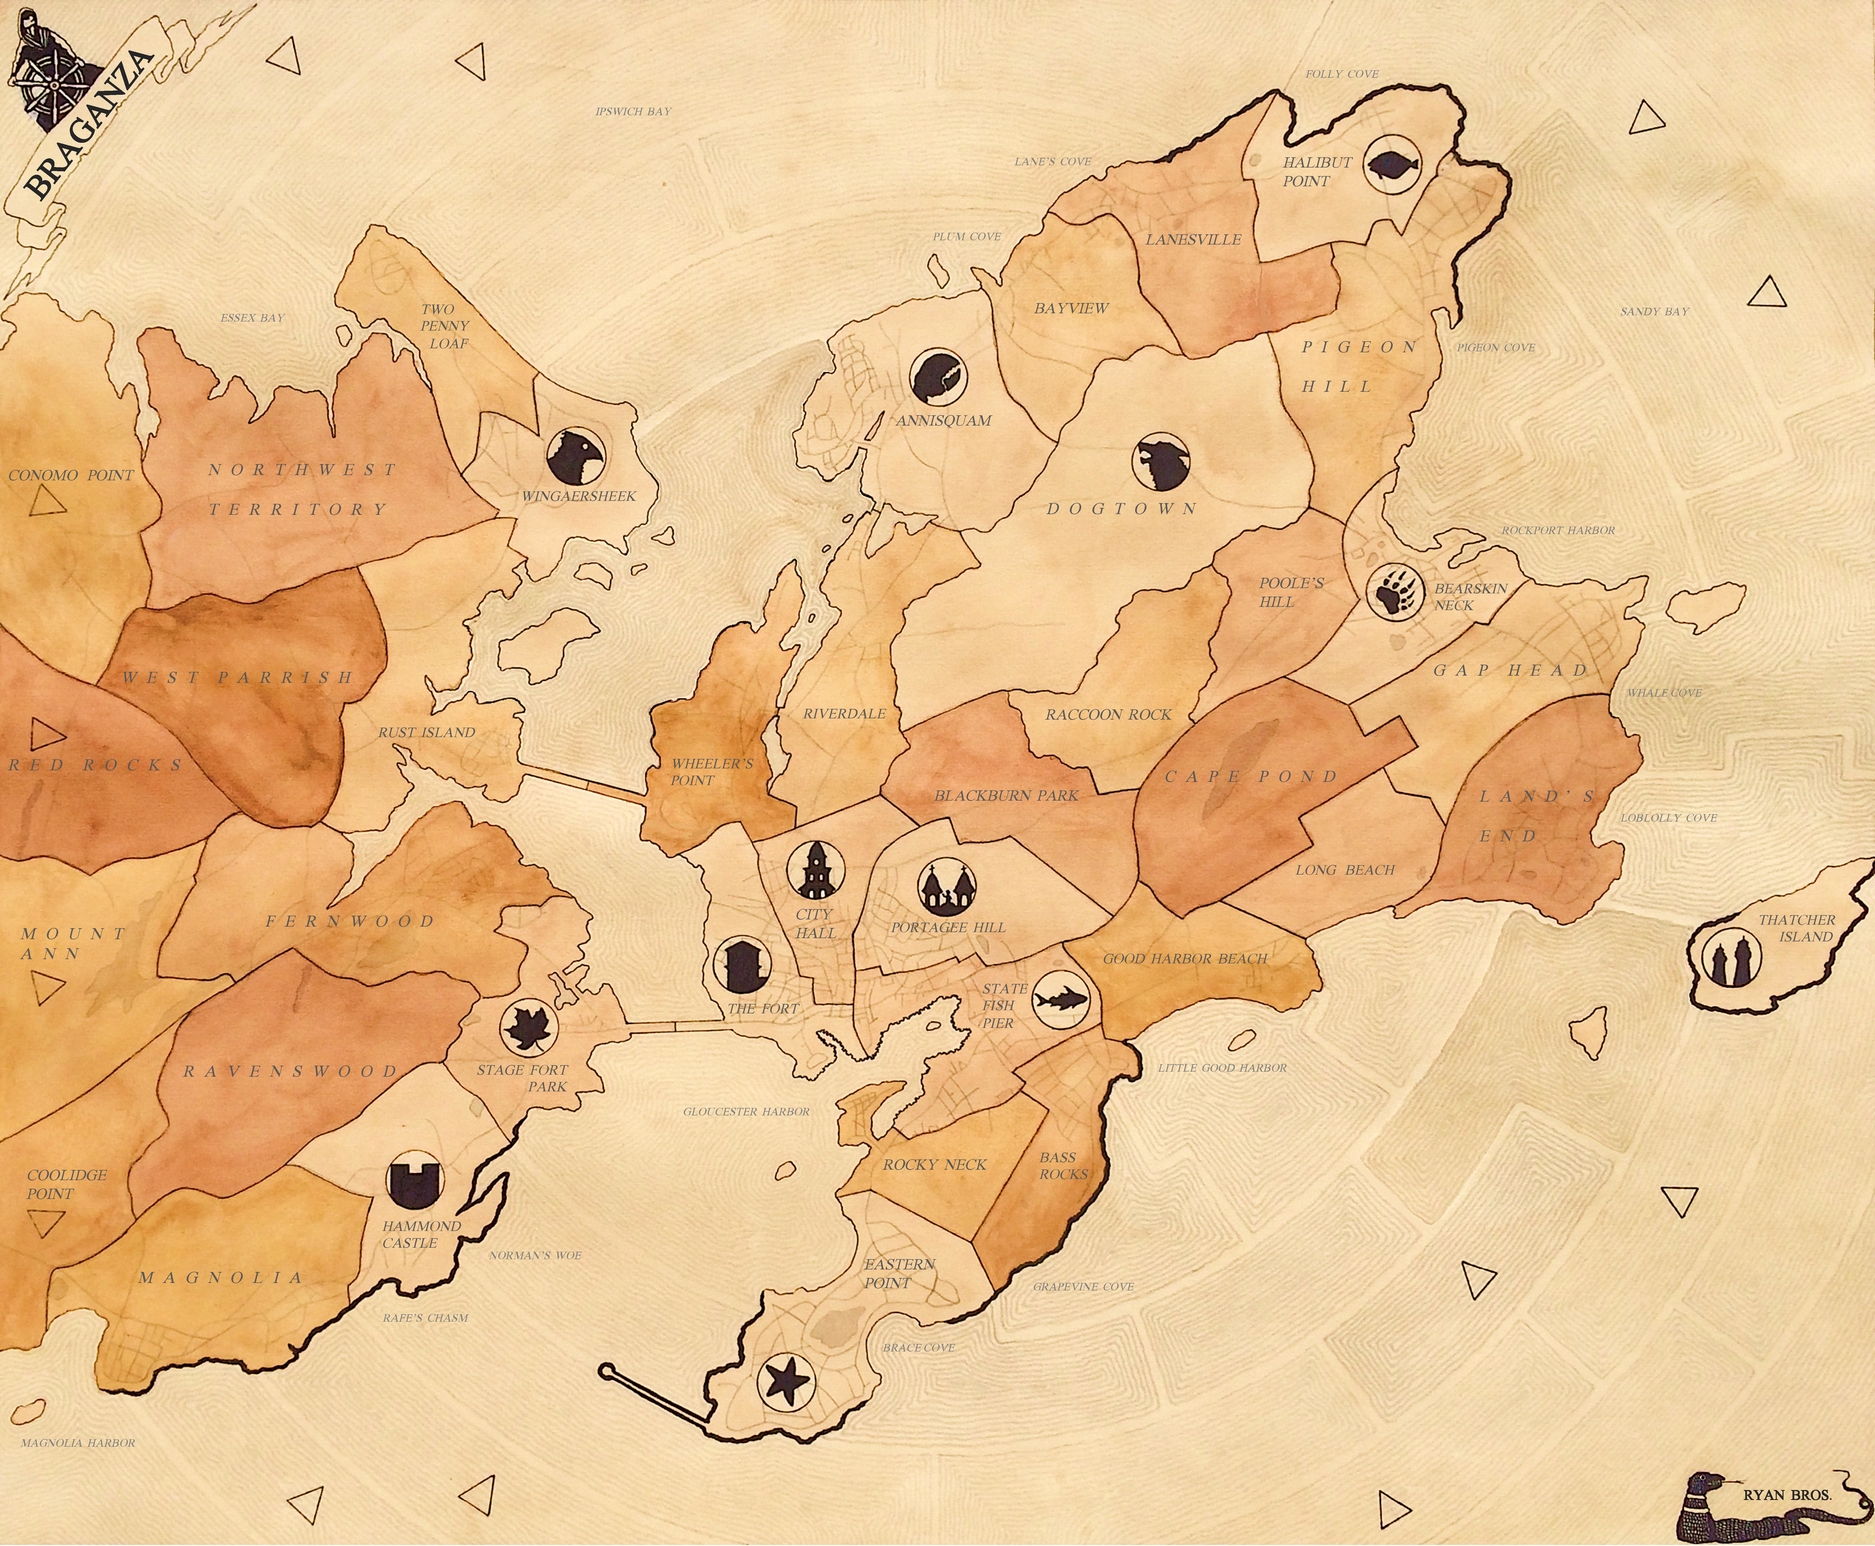 BRAGANZA
FOLLY COVE
IPSWICH BAY
LANE'S COVE
HALIBUT
POINT
PLUM COVE
LANESVILLE
ESSEX BAY
TWO
PENNY
LOAF
BAYVIEW
SANDY BAY
PIGEON
HILL
PIGEON COVE
ANNISQUAM
CONOMO POINT
NORTHWEST
TERRITORY
WINGAERSHEEK
DOGTOWN
ROCKPORT HARBOR
POOLE'S
HILL
BEARSKIN
NECK
WEST PARRISH
GAP HEAD
WHALE COVE
RUST ISLAND
RIVERDALE
RACCOON ROCK
RED ROCKS
WHEELER'S
POINT
BLACKBURN PARK
CAPE POND
LAND'S
END
LOBLOLLY COVE
LONG BEACH
FERNWOOD
CITY
HALL
PORTAGEE HILL
THATCHER
ISLAND
MOUNT
ANN
GOOD HARBOR BEACH
THE FORT
STATE
FISH
PIER
RAVENSWOOD
STAGE FORT
PARK
LITTLE GOOD HARBOR
GLOUCESTER HARBOR
COOLIDGE
POINT
ROCKY NECK
BASS
ROCKS
HAMMOND
CASTLE
NORMAN'S WOE
MAGNOLIA
EASTERN
POINT
GRAPEVINE COVE
RAFE'S CHASM
BRACE COVE
MAGNOLIA HARBOR
RYAN BROS.